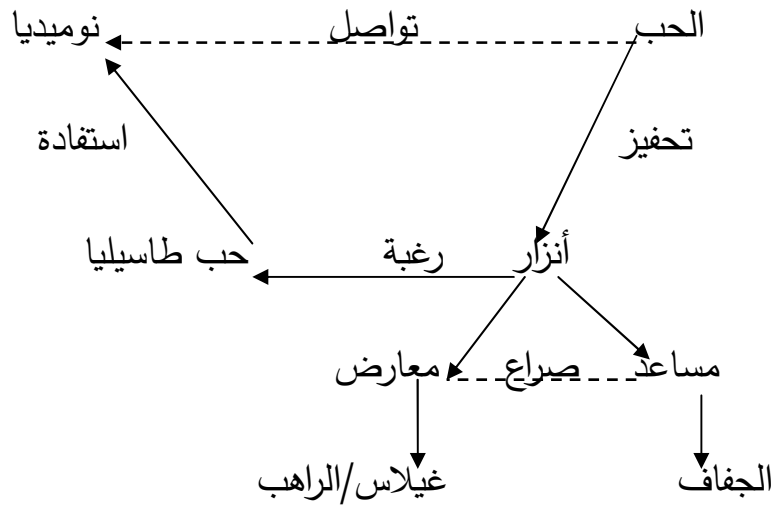 الحب تواصل نوميديا
تحفيز استفادة
أنزار رغبة حب طاسيليا
مساعد صراع معارض
الجفاف غيلاس/الراهب